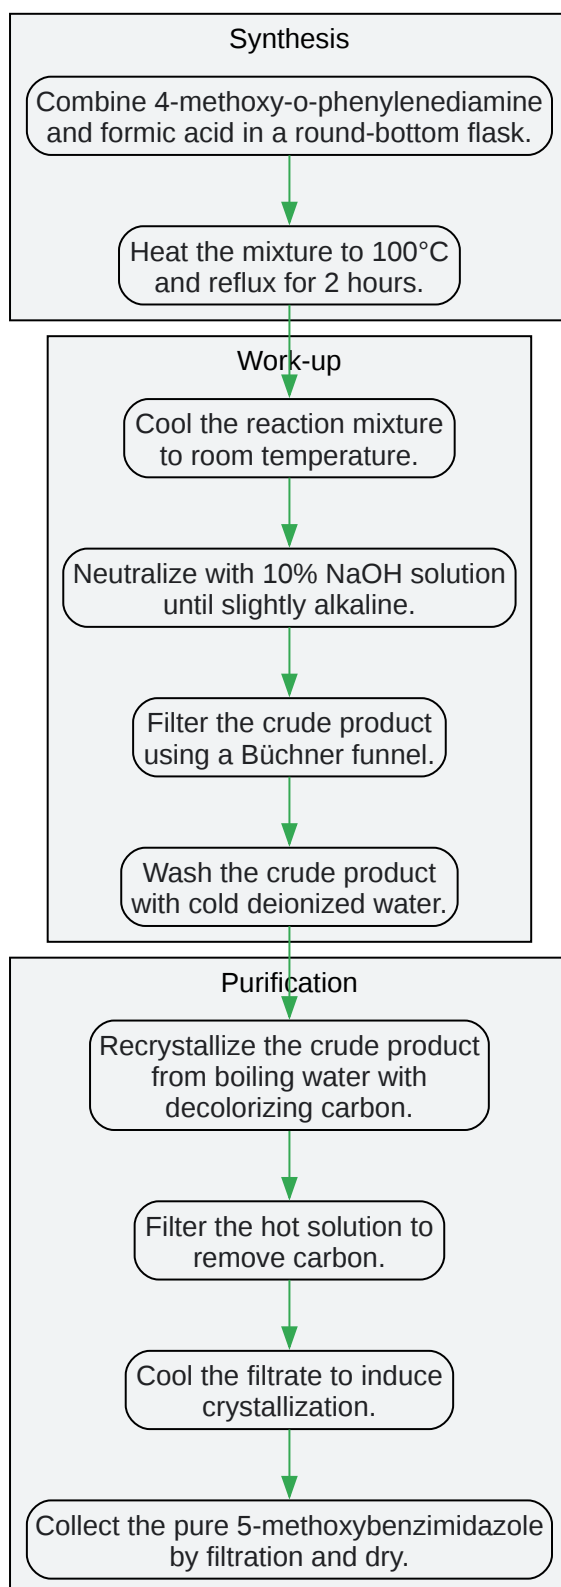 Synthesis
Combine 4-methoxy-o-phenylenediamine
and formic acid in a round-bottom flask.
Heat the mixture to 100°C
and reflux for 2 hours.
Work-up
Cool the reaction mixture
to room temperature.
Neutralize with 10% NaOH solution
until slightly alkaline.
Filter the crude product
using a Büchner funnel.
Wash the crude product
with cold deionized water.
Purification
Recrystallize the crude product
from boiling water with
decolorizing carbon.
Filter the hot solution to
remove carbon.
Cool the filtrate to induce
crystallization.
Collect the pure 5-methoxybenzimidazole
by filtration and dry.